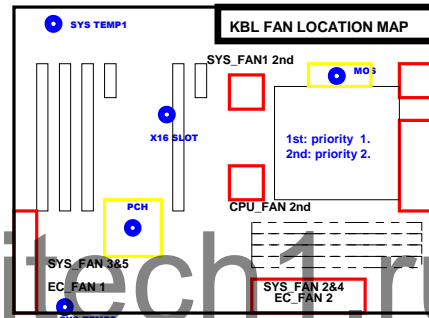 KBL FAN LOCATION MAP
SYS TEMP1
SYS_FAN1 2nd
MOS
X16 SLOT
1st: priority 1.
2nd: priority 2.
PCH
CPU_FAN 2nd
SYS_FAN 3&5
EC_FAN 1
SYS_FAN 2&4
EC_FAN 2
itech1.ru